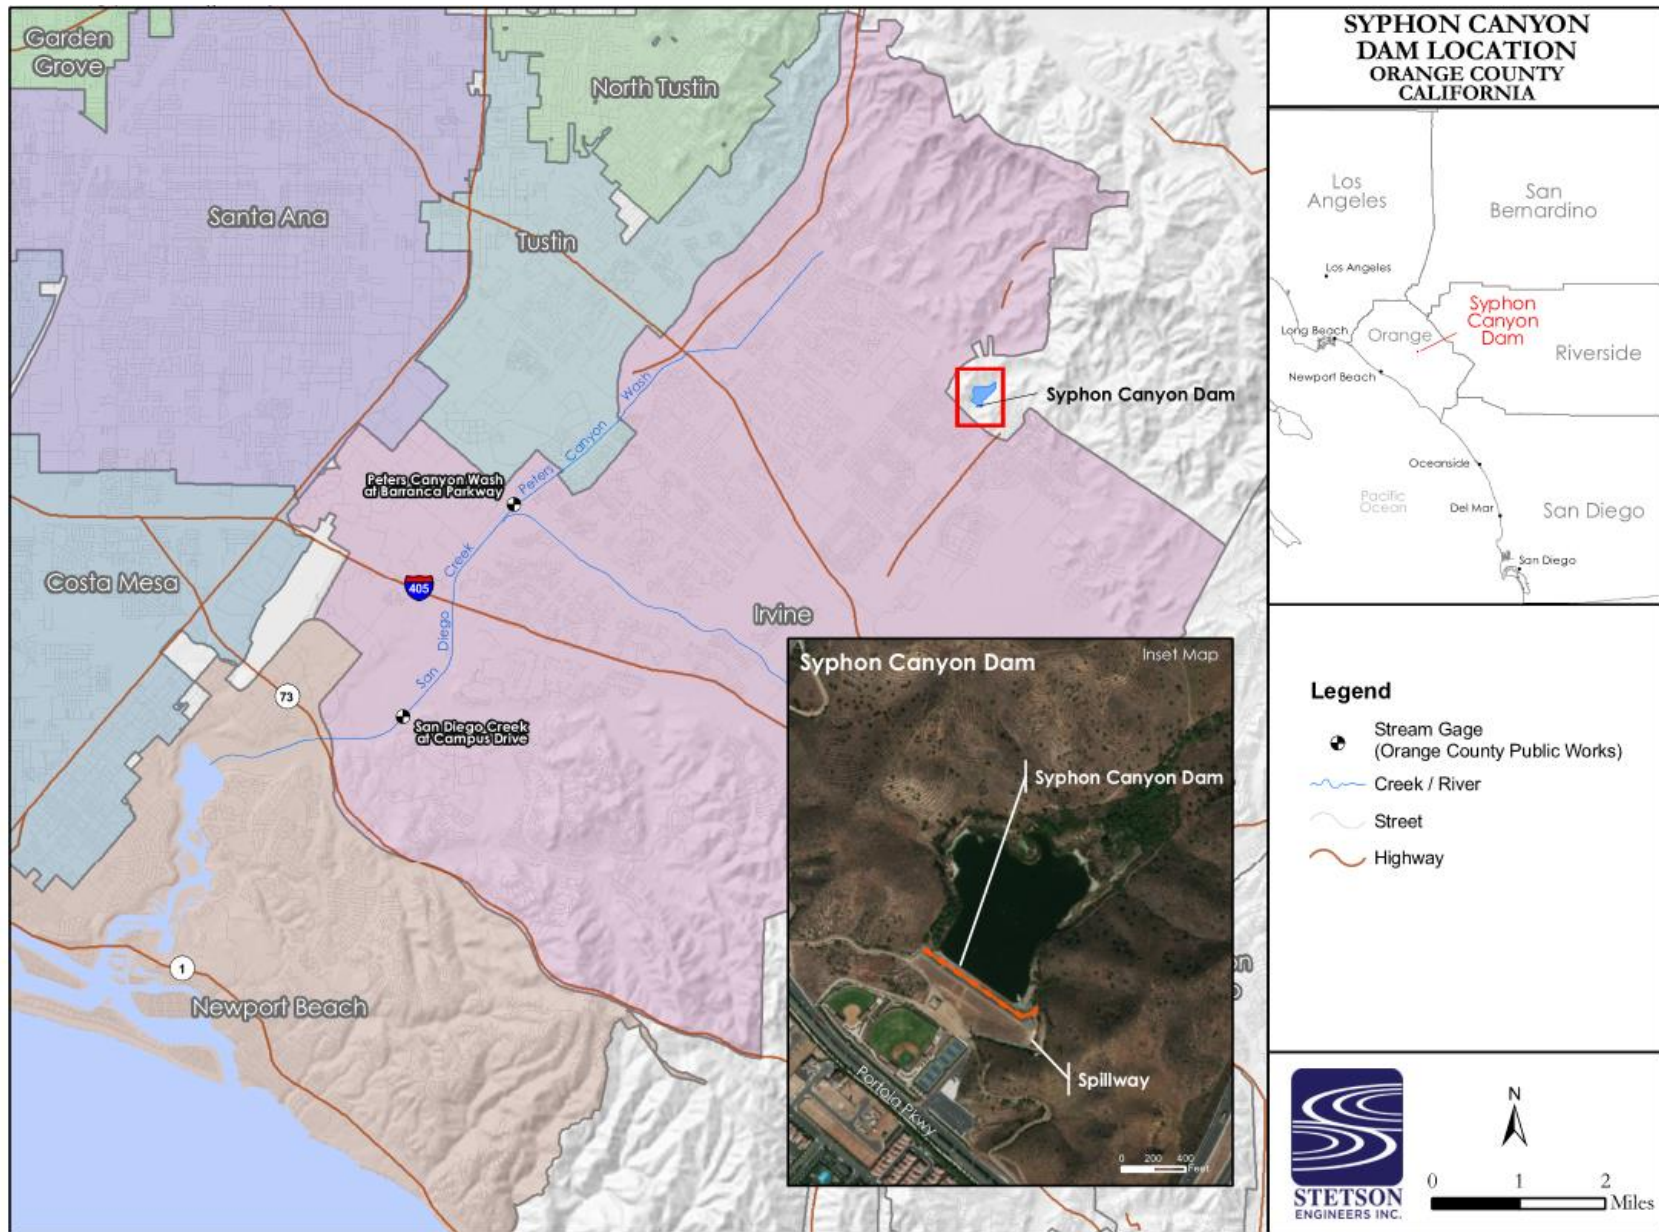 SYPHON CANYON
DAM LOCATION
ORANGE COUNTY
CALIFORNIA
Garden
Grove
North Tustin
Santa Ana
Tustin
Syphon Canyon Dam
Peters Canyon Wash
Peters Canyon Wash
at Barranca Parkway
Costa Mesa
405
San Diego Creek
Irvine
73
San Diego Creek
at Campus Drive
1
Newport Beach
Syphon Canyon Dam
Inset Map
Syphon Canyon Dam
Spillway
Portola Pkwy
0 200 400
Feet
Los
Angeles
San
Bernardino
Los Angeles
Syphon
Canyon
Dam
Long Beach
Orange
Riverside
Newport Beach
Oceanside
Pacific
Ocean
Del Mar
San Diego
San Diego
Legend
Stream Gage
(Orange County Public Works)
Creek / River
Street
Highway
STETSON
ENGINEERS INC.
N
0 1 2
Miles